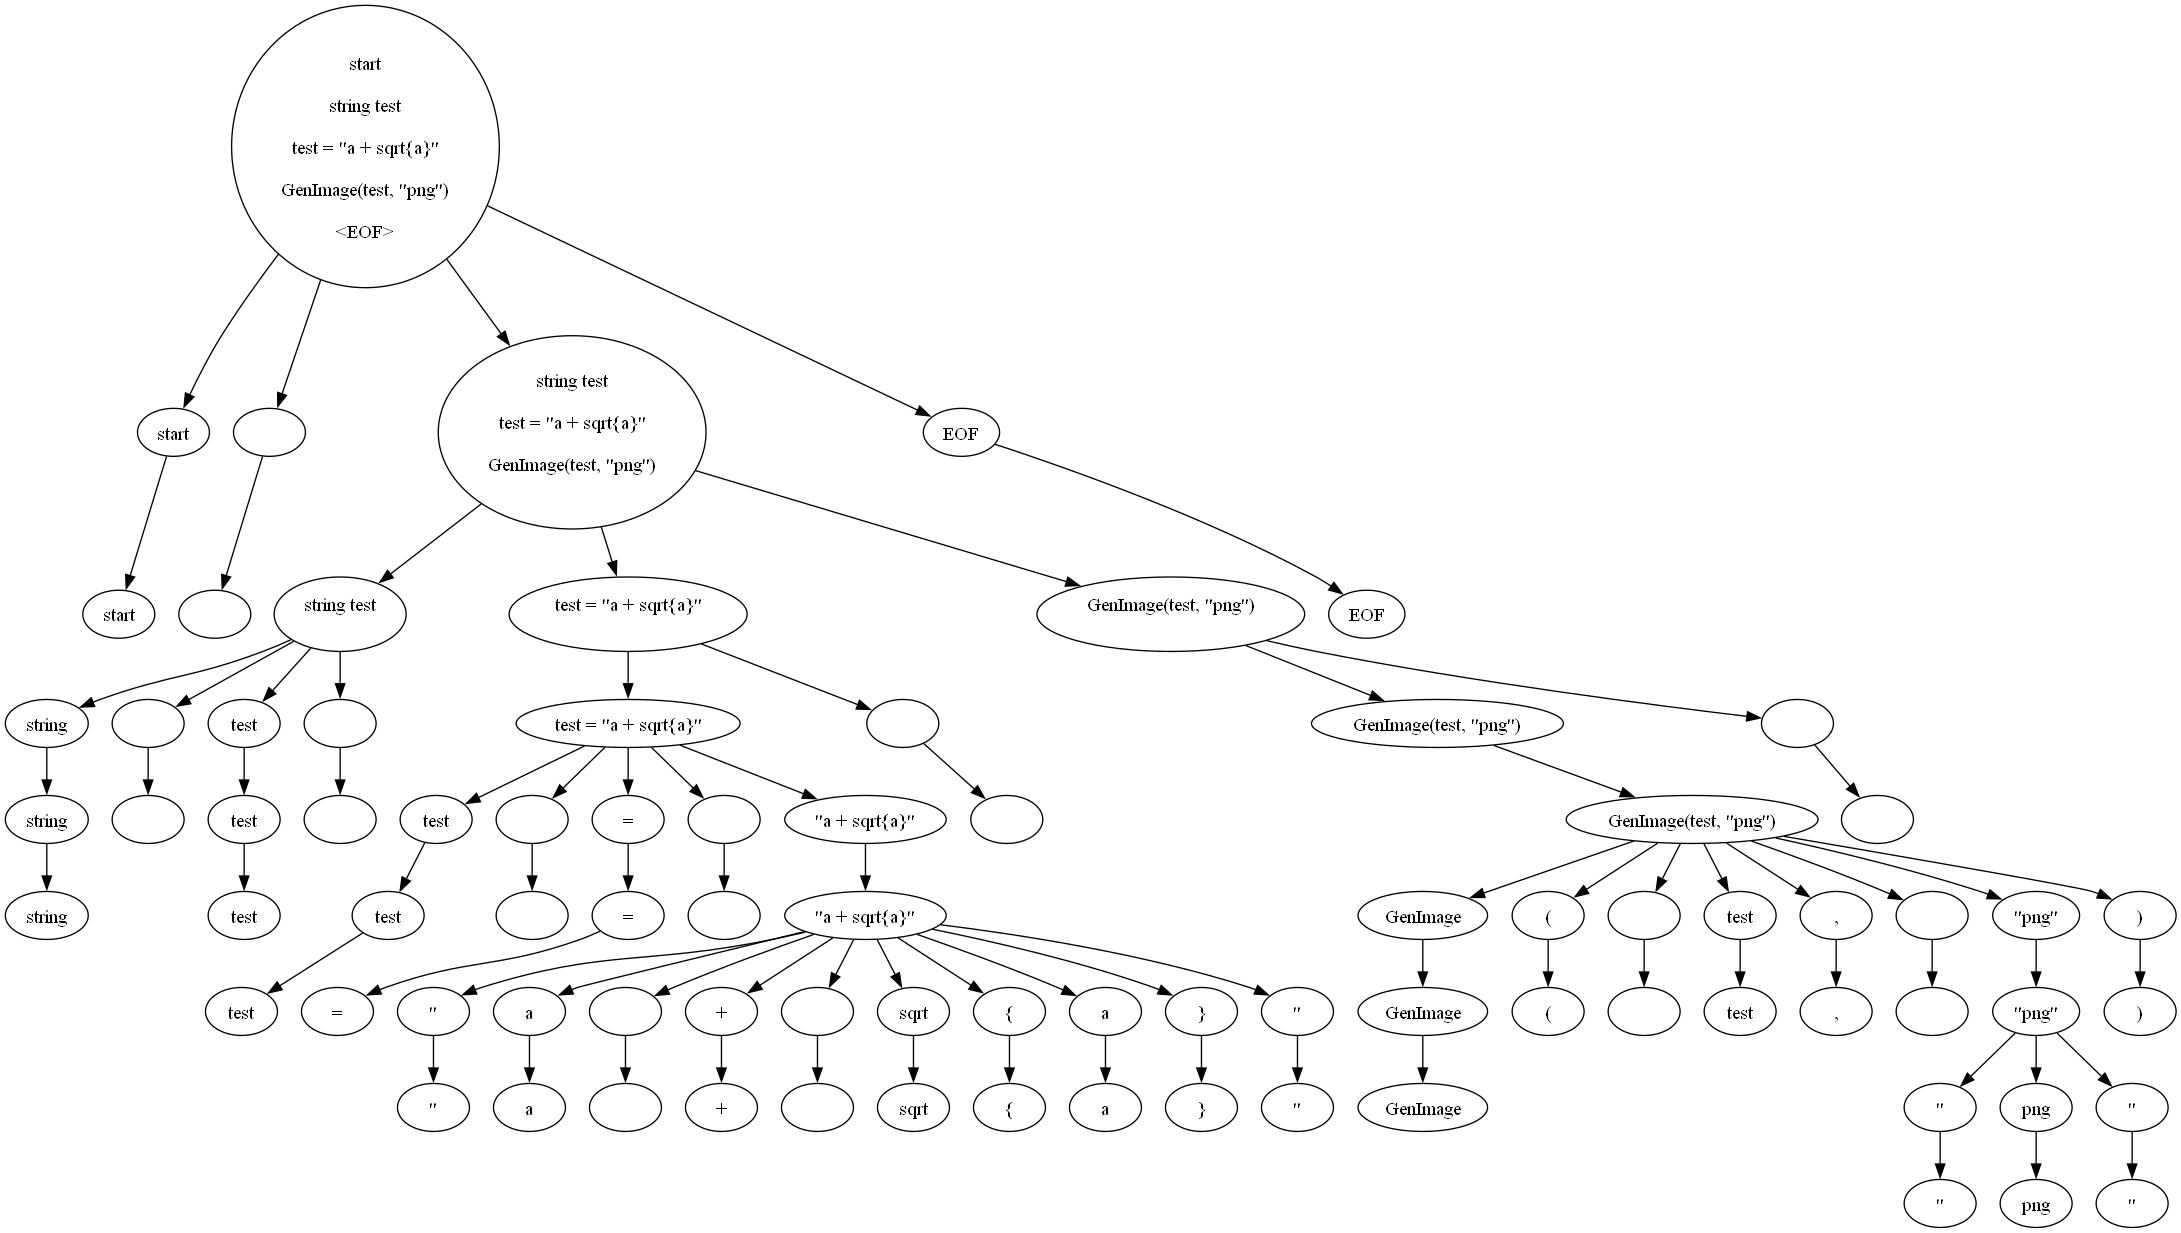 start
string test
test = "a + sqrt{a}"
GenImage(test, "png")
<EOF>
string test
test = "a + sqrt{a}"
GenImage(test, "png")
start
EOF
start
string test
test = "a + sqrt{a}"
GenImage(test, "png")
EOF
string
test
test = "a + sqrt{a}"
GenImage(test, "png")
string
test
test
=
"a + sqrt{a}"
GenImage(test, "png")
string
test
test
=
"a + sqrt{a}"
GenImage
(
test
,
"png"
)
test
=
"
a
+
sqrt
{
a
}
"
GenImage
(
test
,
"png"
)
"
a
+
sqrt
{
a
}
"
GenImage
"
png
"
"
png
"